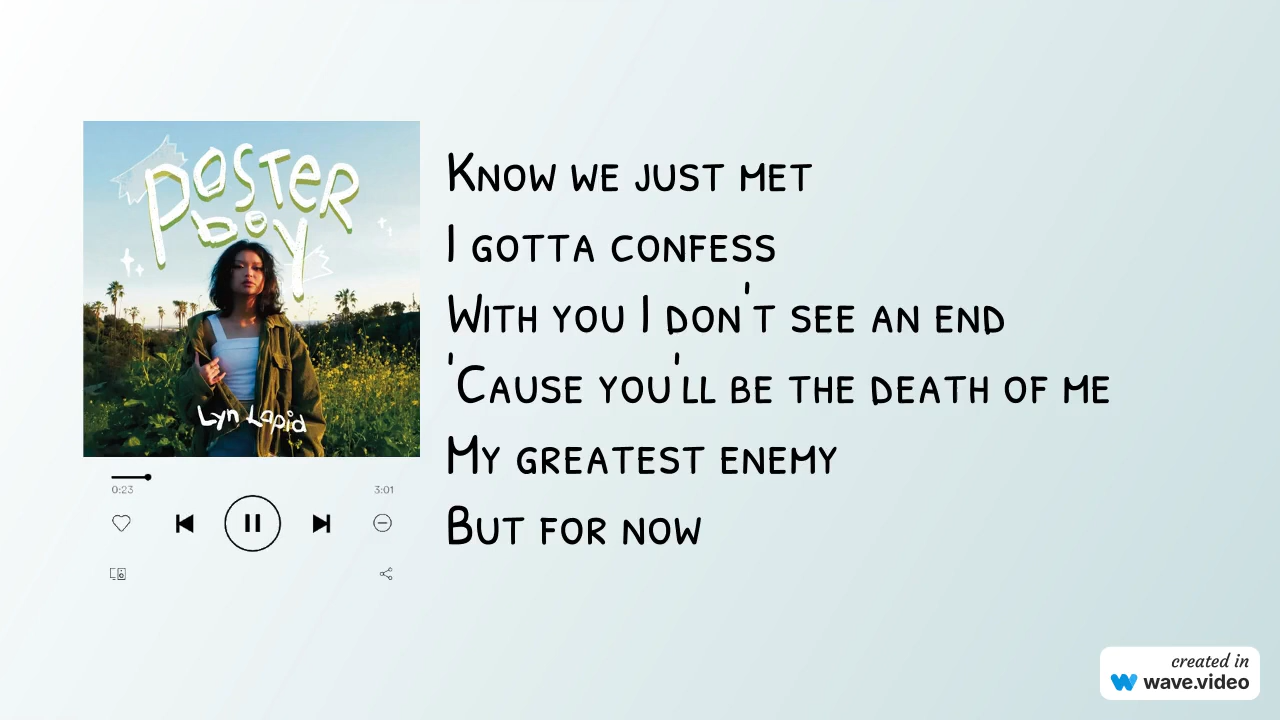 Poster
boy
Lyn Lapid
0:23
3:01
Know we just met
I gotta confess
With you I don't see an end
'Cause you'll be the death of me
My greatest enemy
But for now
created in
wave.video